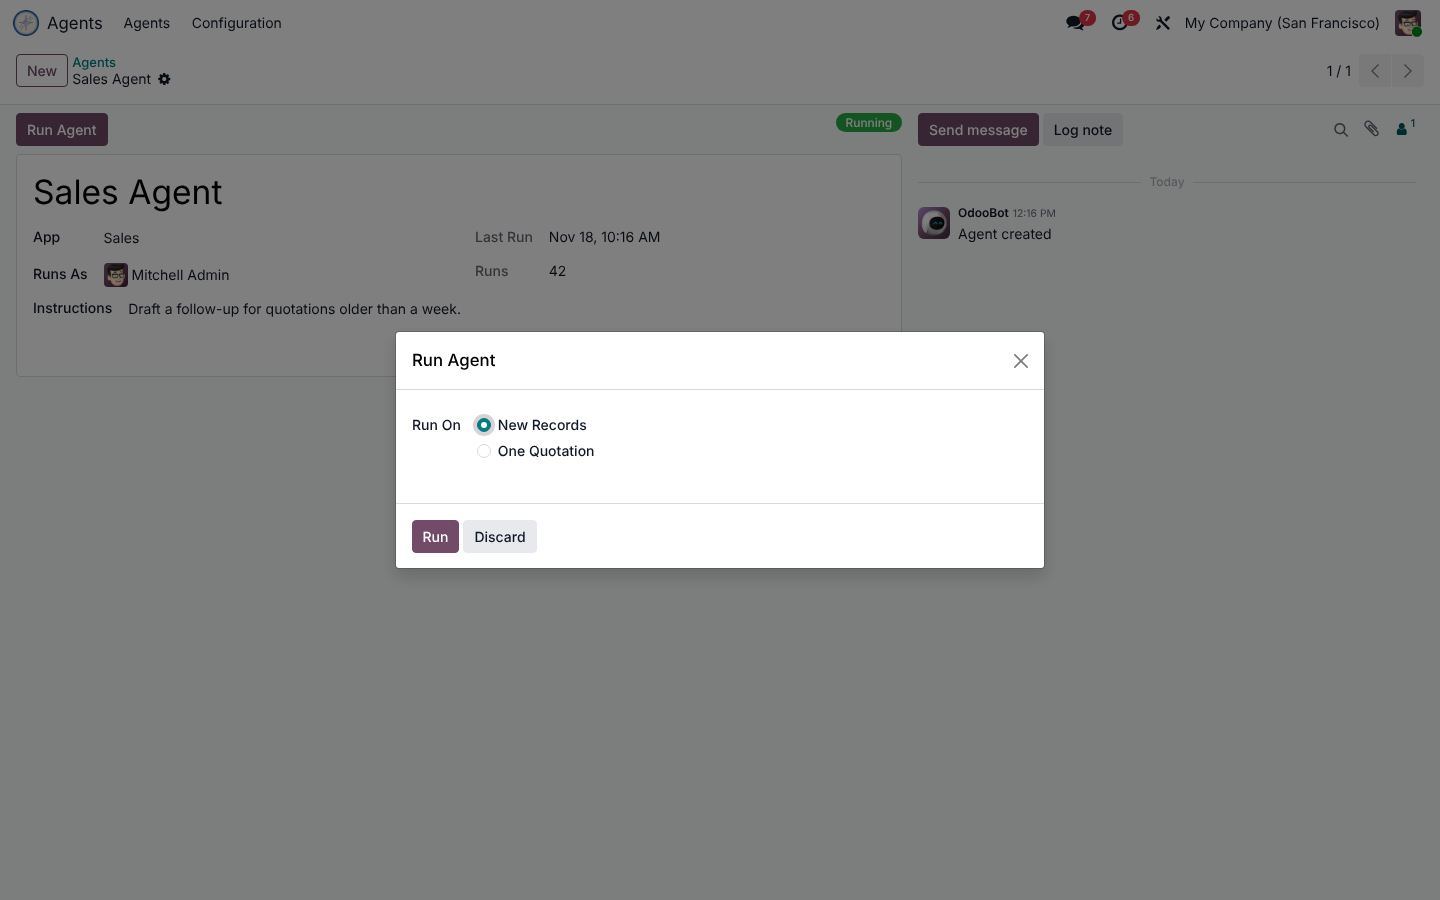 Agents
Agents
Configuration
7
6
My Company (San Francisco)
New
Agents
Sales Agent
1 / 1
Run Agent
Running
Send message
Log note
1
Sales Agent
App
Sales
Last Run
Nov 18, 10:16 AM
Runs As
Mitchell Admin
Runs
42
Instructions
Draft a follow-up for quotations older than a week.
Today
OdooBot 12:16 PM
Agent created
Run Agent
Run On
New Records
One Quotation
Run
Discard